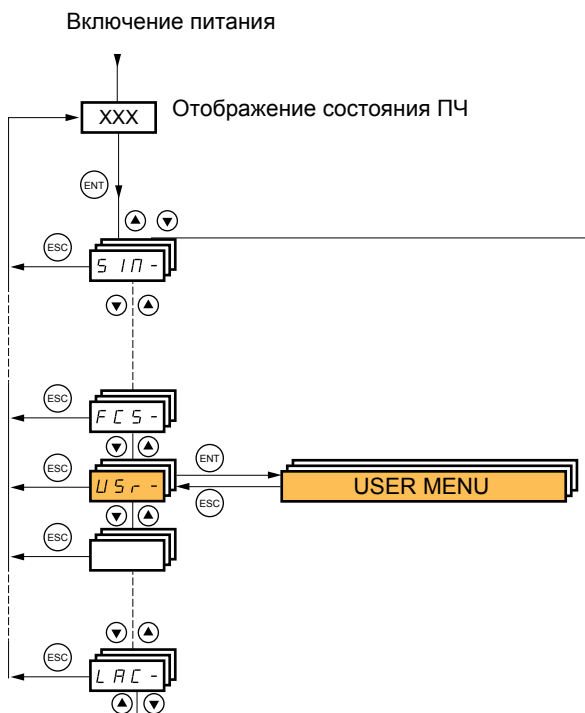 Включение питания
XXX
Отображение состояния ПЧ
ENT
ESC
SIM-
ESC
FCS-
ESC
ENT
USr-
USER MENU
ESC
ESC
ESC
LAC-